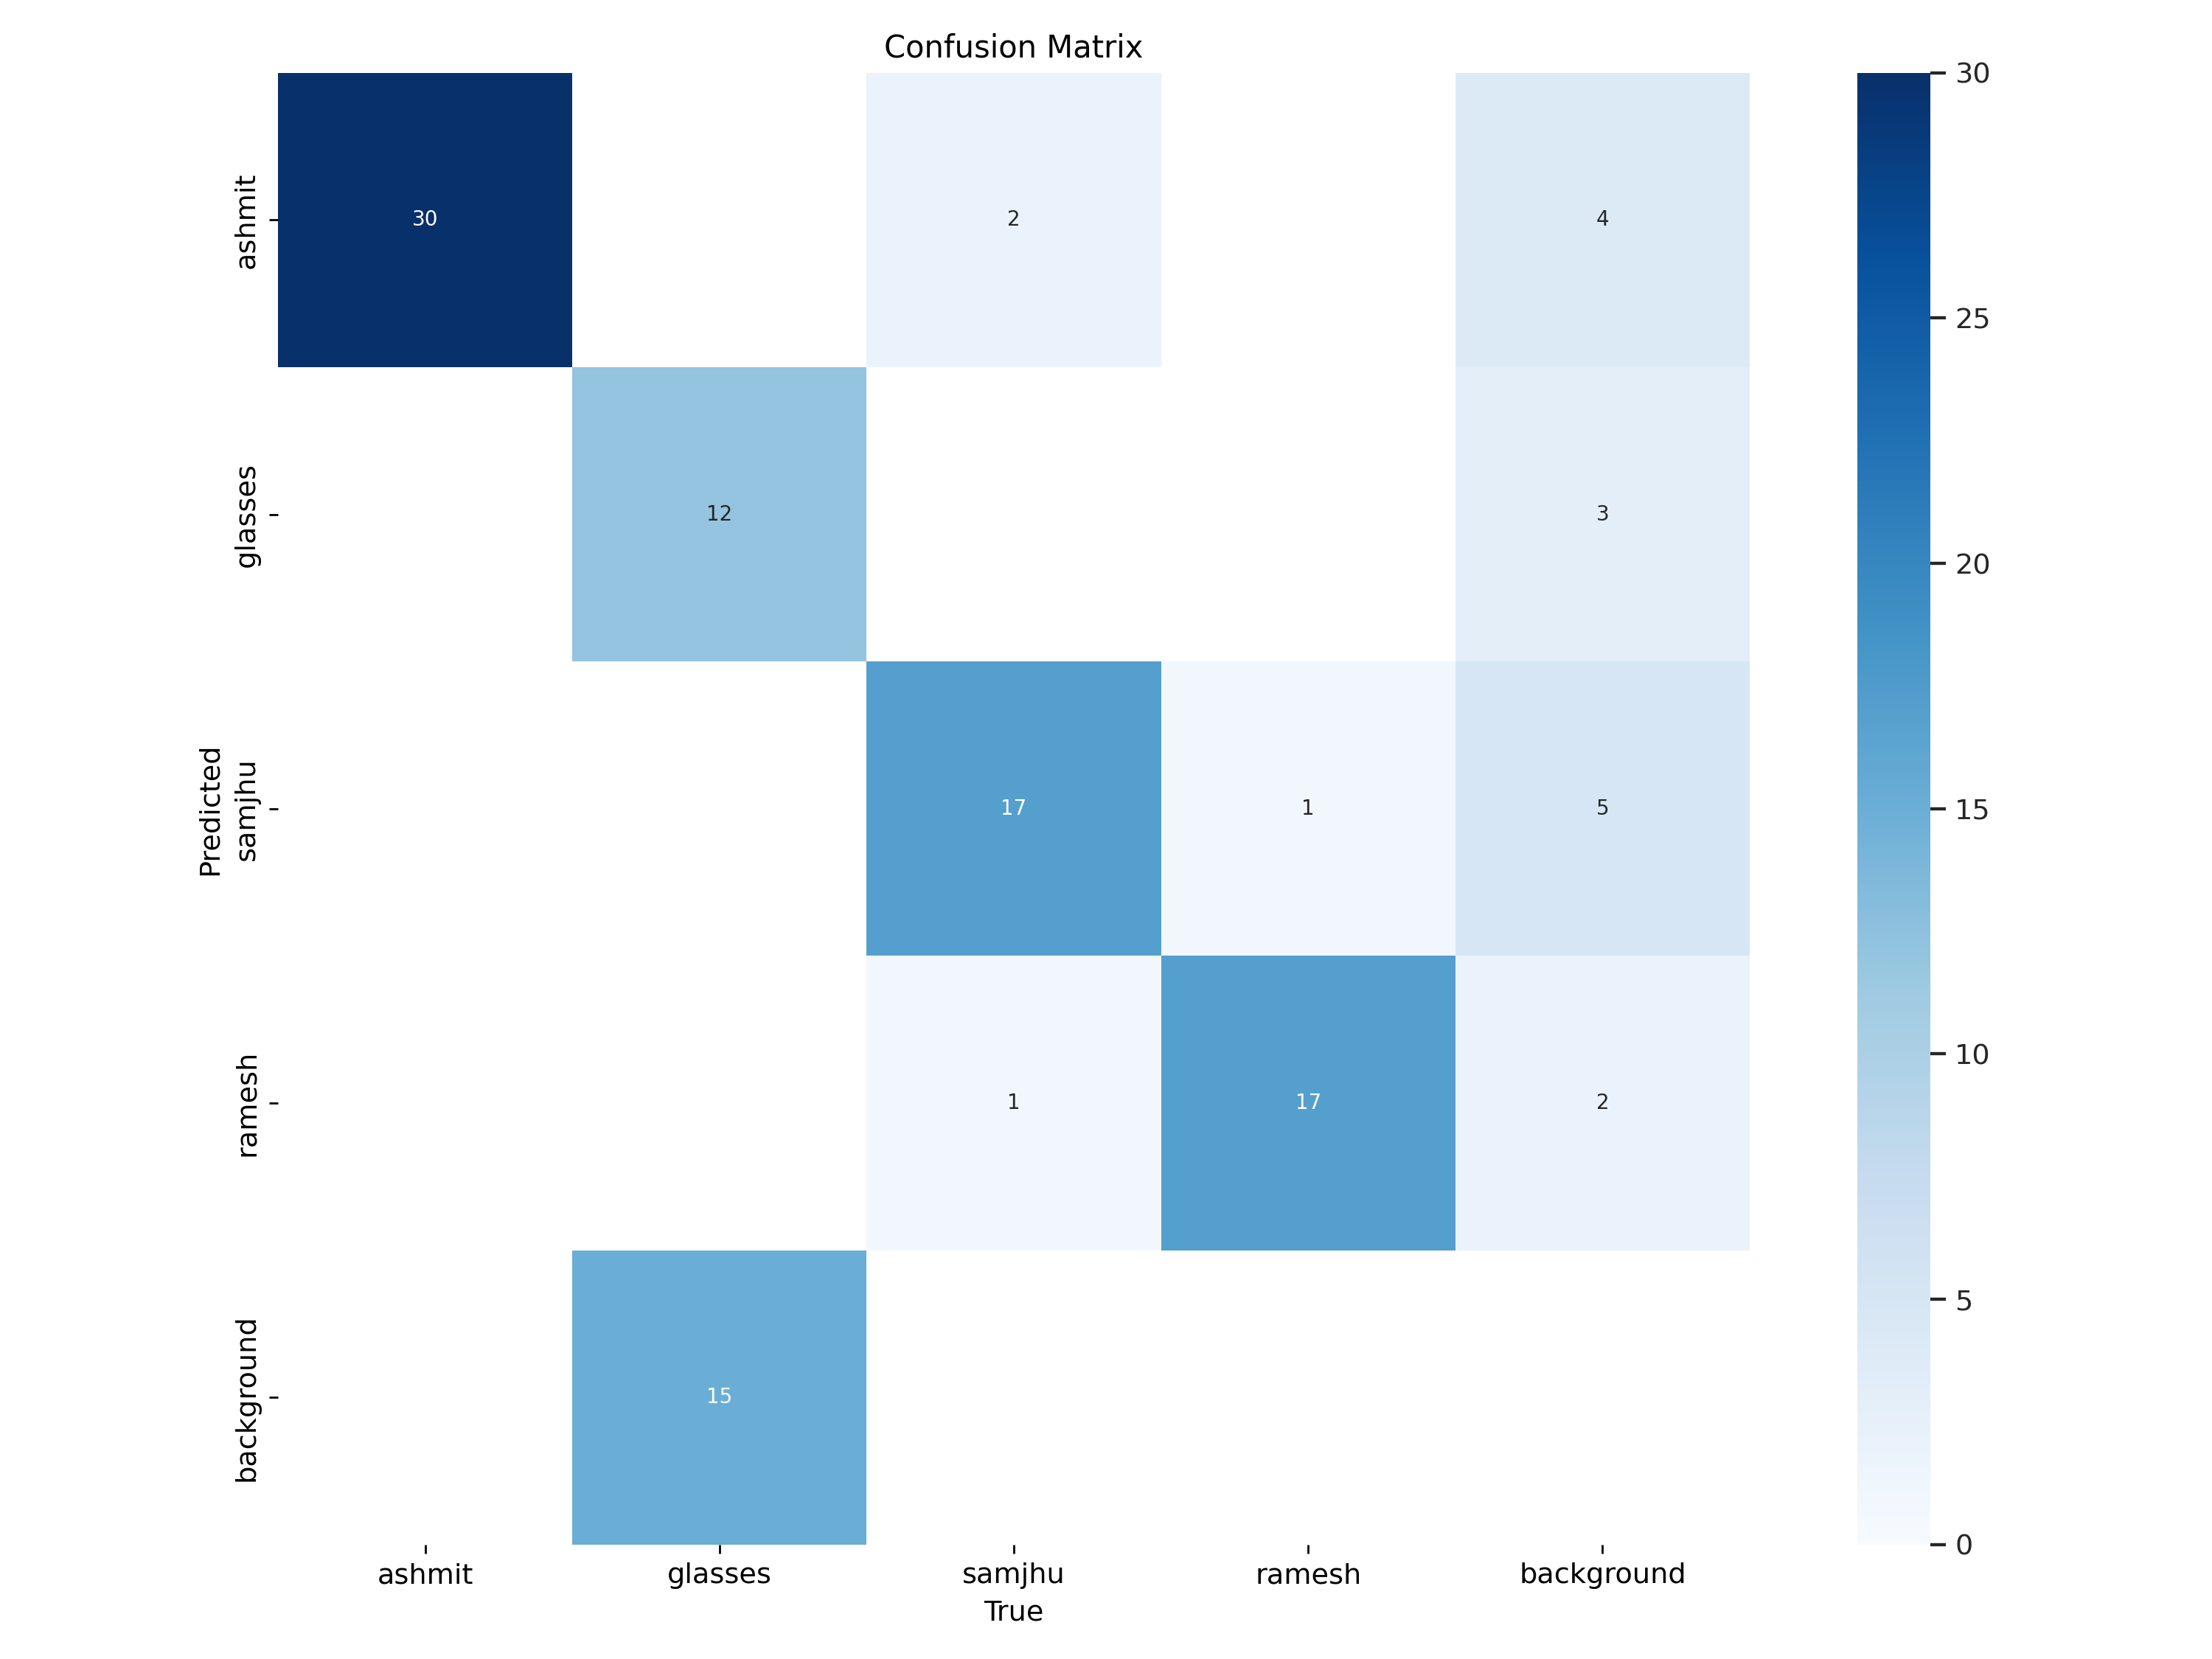 Confusion Matrix
30
25
20
15
10
5
0
Predicted
ashmit
glasses
samjhu
ramesh
background
30
2
4
12
3
17
1
5
1
17
2
15
ashmit glasses samjhu ramesh background
True